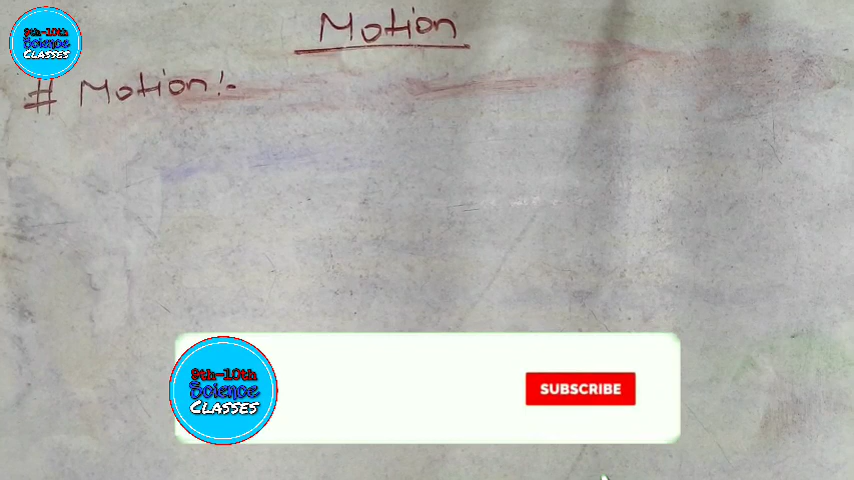 Motion
9th-10th
Science
CLASSES
# Motion:-
9th-10th
Science
CLASSES
SUBSCRIBE